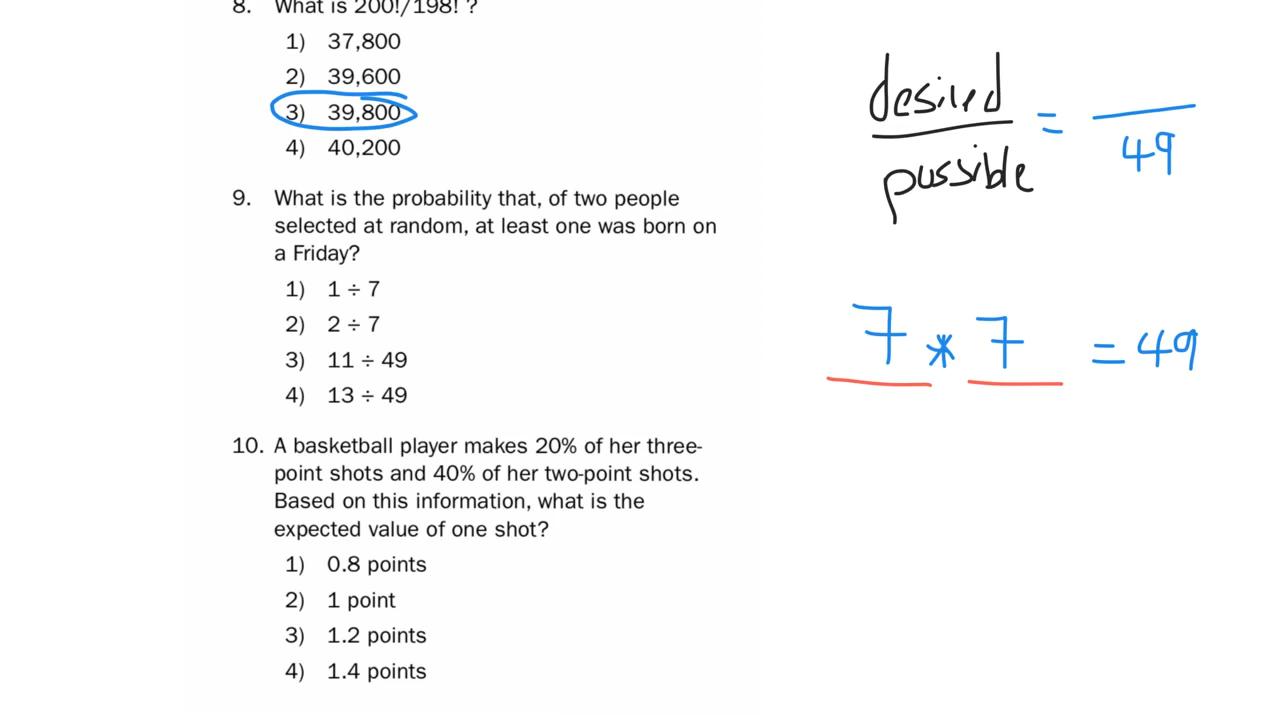 8. What is 200!/198! ?
1) 37,800
2) 39,600
3) 39,800
4) 40,200
9. What is the probability that, of two people
selected at random, at least one was born on
a Friday?
1) 1 ÷ 7
2) 2 ÷ 7
3) 11 ÷ 49
4) 13 ÷ 49
10. A basketball player makes 20% of her three-
point shots and 40% of her two-point shots.
Based on this information, what is the
expected value of one shot?
1) 0.8 points
2) 1 point
3) 1.2 points
4) 1.4 points
desired
possible
=
49
7 * 7 = 49